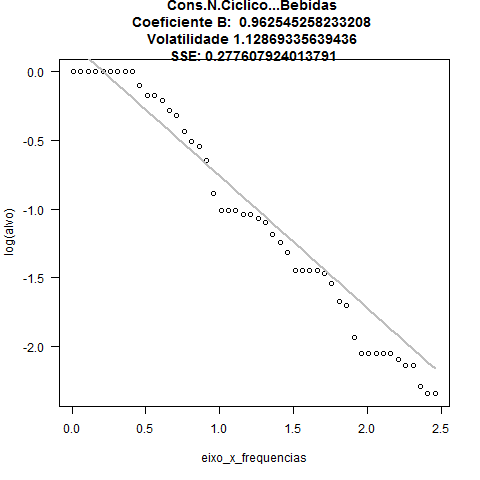 Cons.N.Ciclico...Bebidas
Coeficiente B:  0.962545258233208
Volatilidade 1.12869335639436
SSE: 0.277607924013791
0.0
-0.5
-1.0
-1.5
-2.0
log(alvo)
0.0 0.5 1.0 1.5 2.0 2.5
eixo_x_frequencias